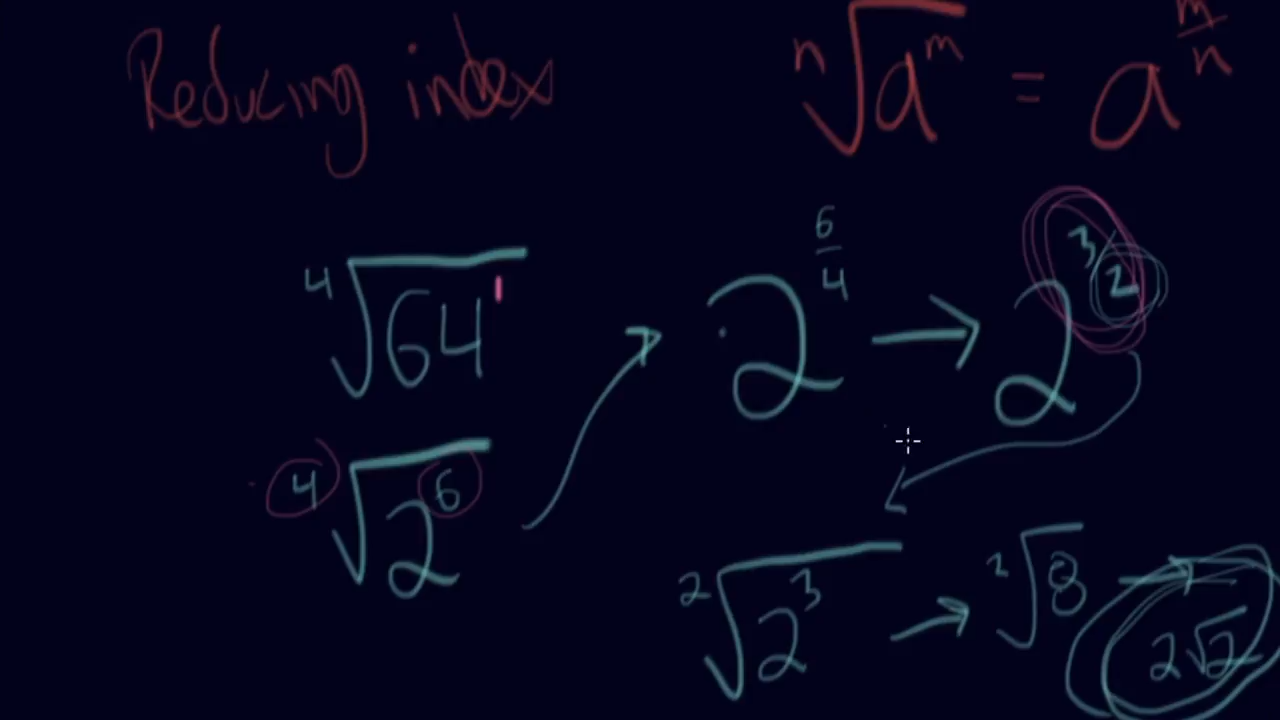 Reducing index
ⁿ√aᵐ = a^(m/n)
⁴√64
2^(6/4) → 2^(3/2)
⁴√2⁶
²√2³ → ²√8 → 2√2